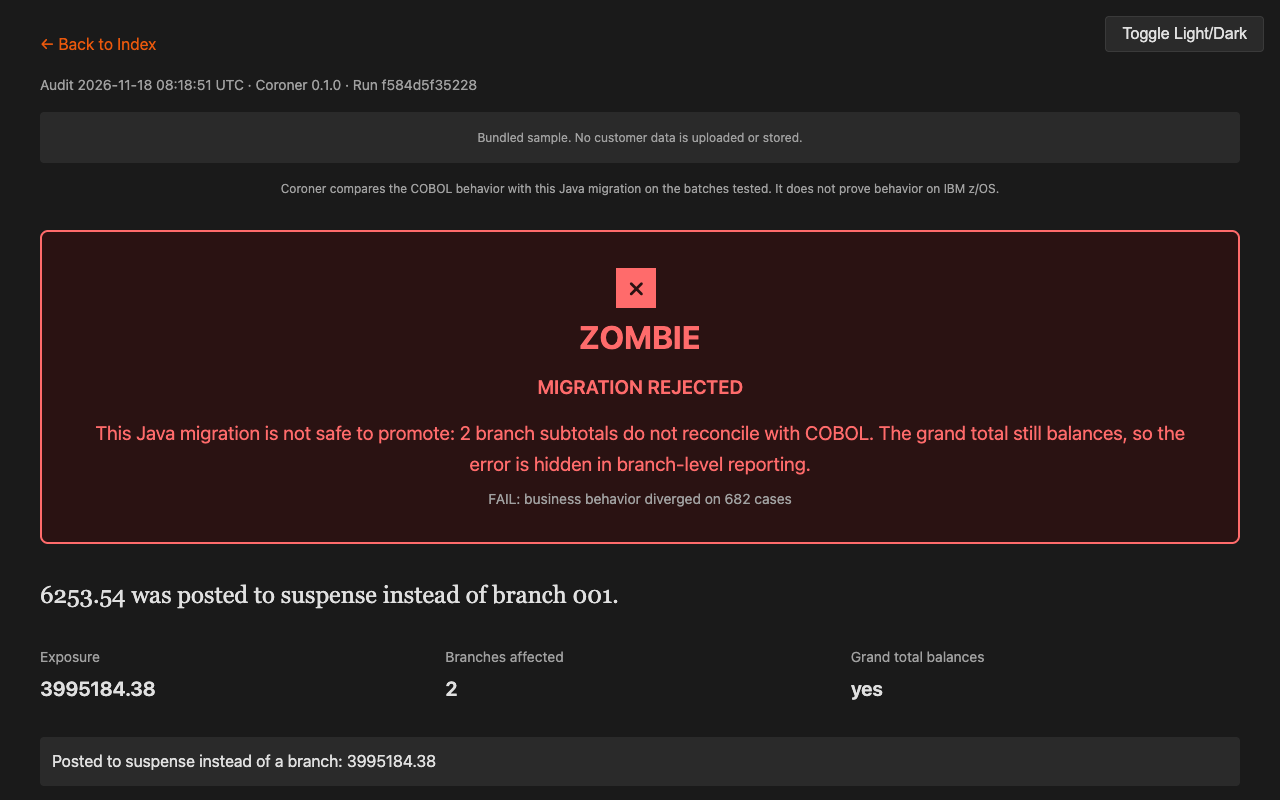 ← Back to Index
Toggle Light/Dark
Audit 2026-11-18 08:18:51 UTC · Coroner 0.1.0 · Run f584d5f35228
Bundled sample. No customer data is uploaded or stored.
Coroner compares the COBOL behavior with this Java migration on the batches tested. It does not prove behavior on IBM z/OS.
✕
ZOMBIE
MIGRATION REJECTED
This Java migration is not safe to promote: 2 branch subtotals do not reconcile with COBOL. The grand total still balances, so the
error is hidden in branch-level reporting.
FAIL: business behavior diverged on 682 cases
6253.54 was posted to suspense instead of branch 001.
Exposure
3995184.38
Branches affected
2
Grand total balances
yes
Posted to suspense instead of a branch: 3995184.38